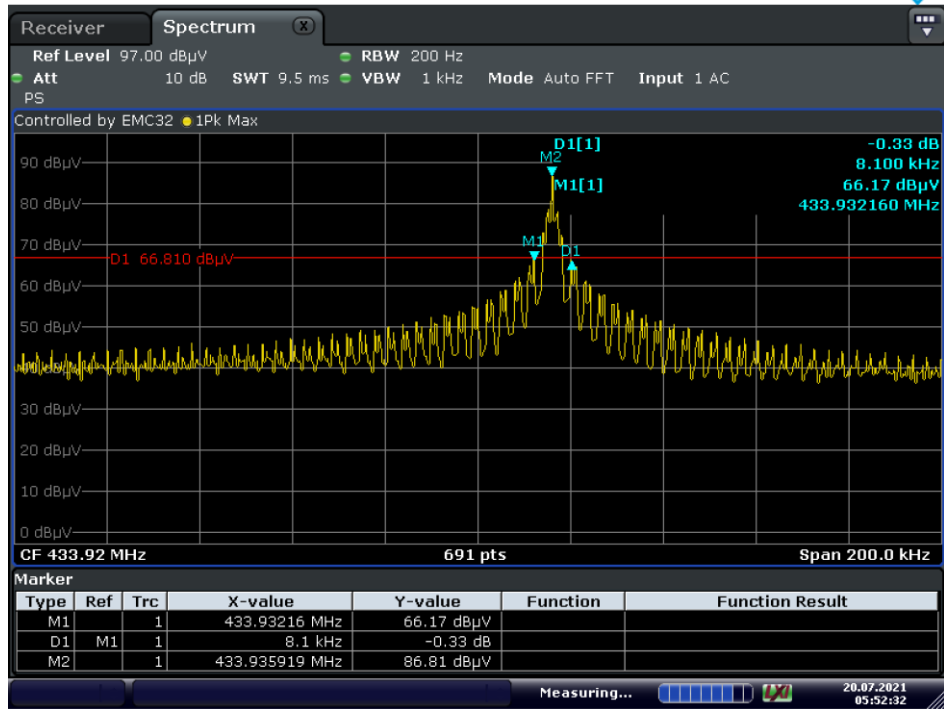 Receiver Spectrum X
Ref Level 97.00 dBµV RBW 200 Hz
Att 10 dB SWT 9.5 ms VBW 1 kHz Mode Auto FFT Input 1 AC
PS
Controlled by EMC32 1Pk Max
D1[1] -0.33 dB
8.100 kHz
M1[1] 66.17 dBµV
433.932160 MHz
M2
90 dBµV
80 dBµV
70 dBµV
M1 D1
D1 66.810 dBµV
60 dBµV
50 dBµV
30 dBµV
20 dBµV
10 dBµV
0 dBµV
CF 433.92 MHz 691 pts Span 200.0 kHz
Marker
Type Ref Trc X-value Y-value Function Function Result
M1 1 433.93216 MHz 66.17 dBµV
D1 M1 1 8.1 kHz -0.33 dB
M2 1 433.935919 MHz 86.81 dBµV
Measuring... LXI 20.07.2021
05:52:32